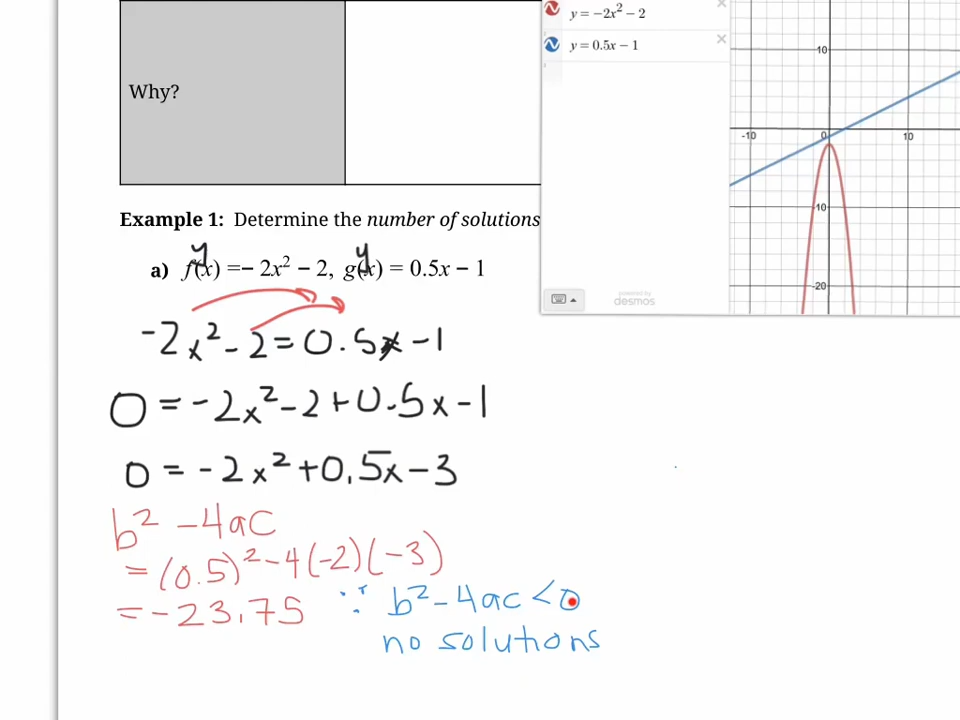 y = −2x² − 2
y = 0.5x − 1
10
-10
0
10
-10
-20
powered by
desmos
Why?
Example 1: Determine the number of solutions
y y
a) f(x) =− 2x² − 2, g(x) = 0.5x − 1
-2x² - 2 = 0.5x - 1
0 = -2x² - 2 + 0.5x - 1
0 = -2x² + 0.5x - 3
b² - 4ac
= (0.5)² - 4(-2)(-3)
= -23.75
∵ b² - 4ac < 0
no solutions